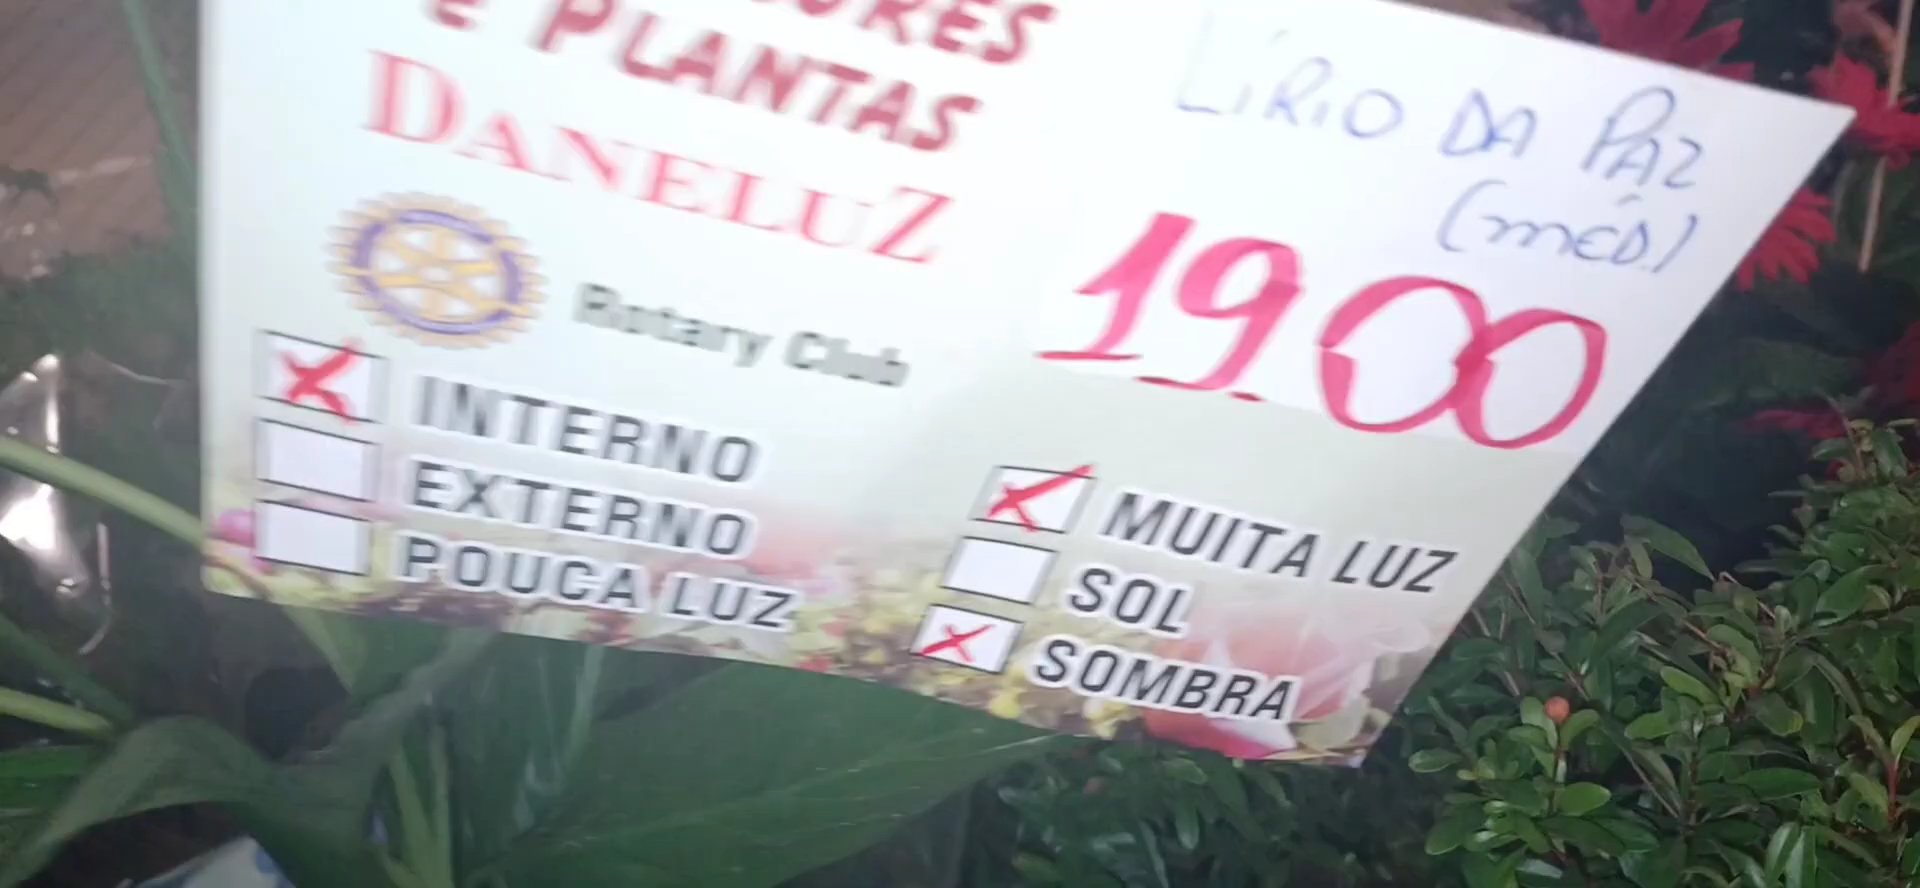 e PLANTAS
DANELUZ
Rotary Club
LÍRIO DA PAZ
(méD.)
19,00
INTERNO
EXTERNO
POUCA LUZ
MUITA LUZ
SOL
SOMBRA